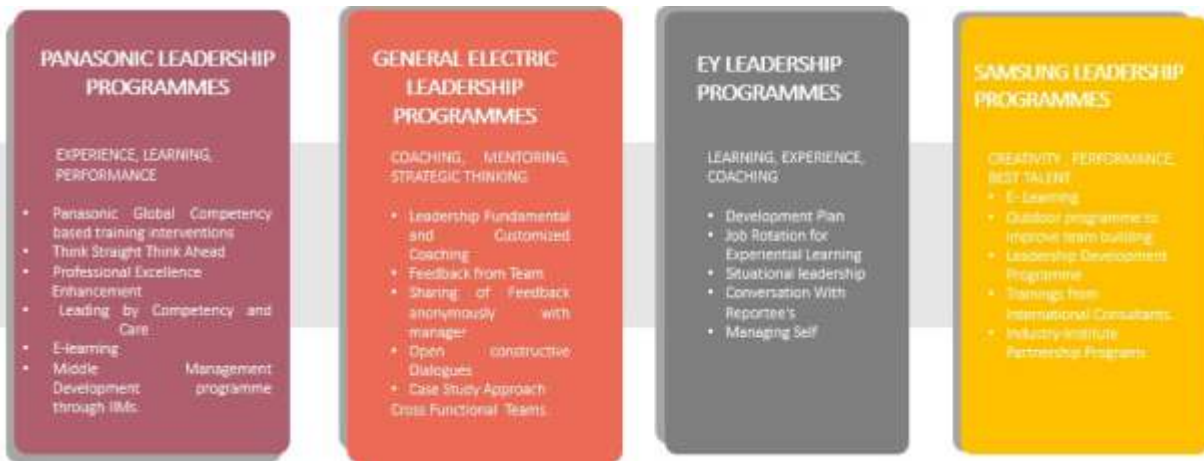 PANASONIC LEADERSHIP
PROGRAMMES
EXPERIENCE, LEARNING,
PERFORMANCE
• Panasonic Global Competency
based training interventions
• Think Straight Think Ahead
• Professional Excellence
Enhancement
• Leading by Competency and
Care
• E-learning
• Middle Management
Development programme
through IIMs.
GENERAL ELECTRIC
LEADERSHIP
PROGRAMMES
COACHING, MENTORING,
STRATEGIC THINKING
• Leadership Fundamental
and Customized
Coaching
• Feedback from Team
• Sharing of Feedback
anonymously with
manager
• Open constructive
Dialogues
• Case Study Approach
Cross Functional Teams
EY LEADERSHIP
PROGRAMMES
LEARNING, EXPERIENCE,
COACHING
• Development Plan
• Job Rotation for
Experiential Learning
• Situational leadership
• Conversation With
Reportee's
• Managing Self
SAMSUNG LEADERSHIP
PROGRAMMES
CREATIVITY, PERFORMANCE,
BEST TALENT
• E- Learning
• Outdoor programme to
improve team building
• Leadership Development
Programme
• Trainings from
International Consultants.
• Industry-Institute
Partnership Programs